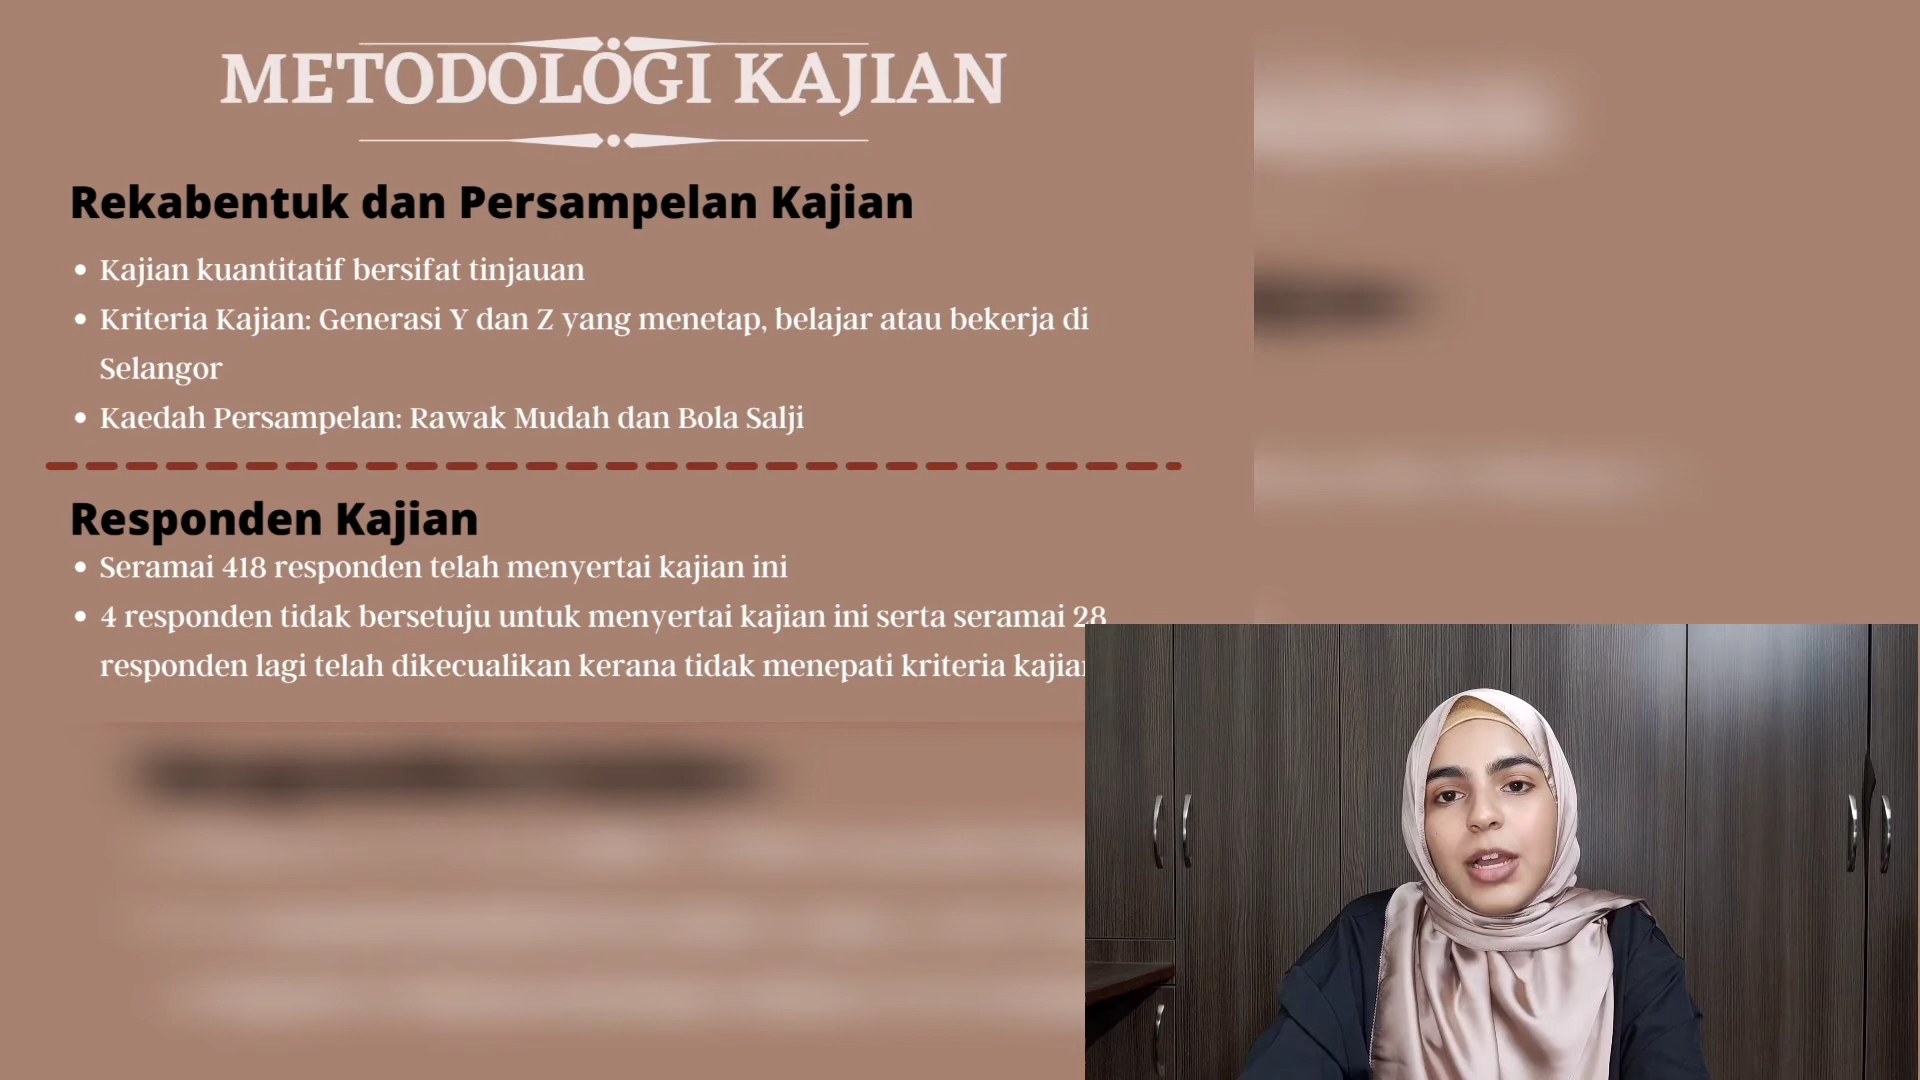 METODOLOGI KAJIAN
Rekabentuk dan Persampelan Kajian
• Kajian kuantitatif bersifat tinjauan
• Kriteria Kajian: Generasi Y dan Z yang menetap, belajar atau bekerja di
Selangor
• Kaedah Persampelan: Rawak Mudah dan Bola Salji
Responden Kajian
• Seramai 418 responden telah menyertai kajian ini
• 4 responden tidak bersetuju untuk menyertai kajian ini serta seramai 28
responden lagi telah dikecualikan kerana tidak menepati kriteria kajian